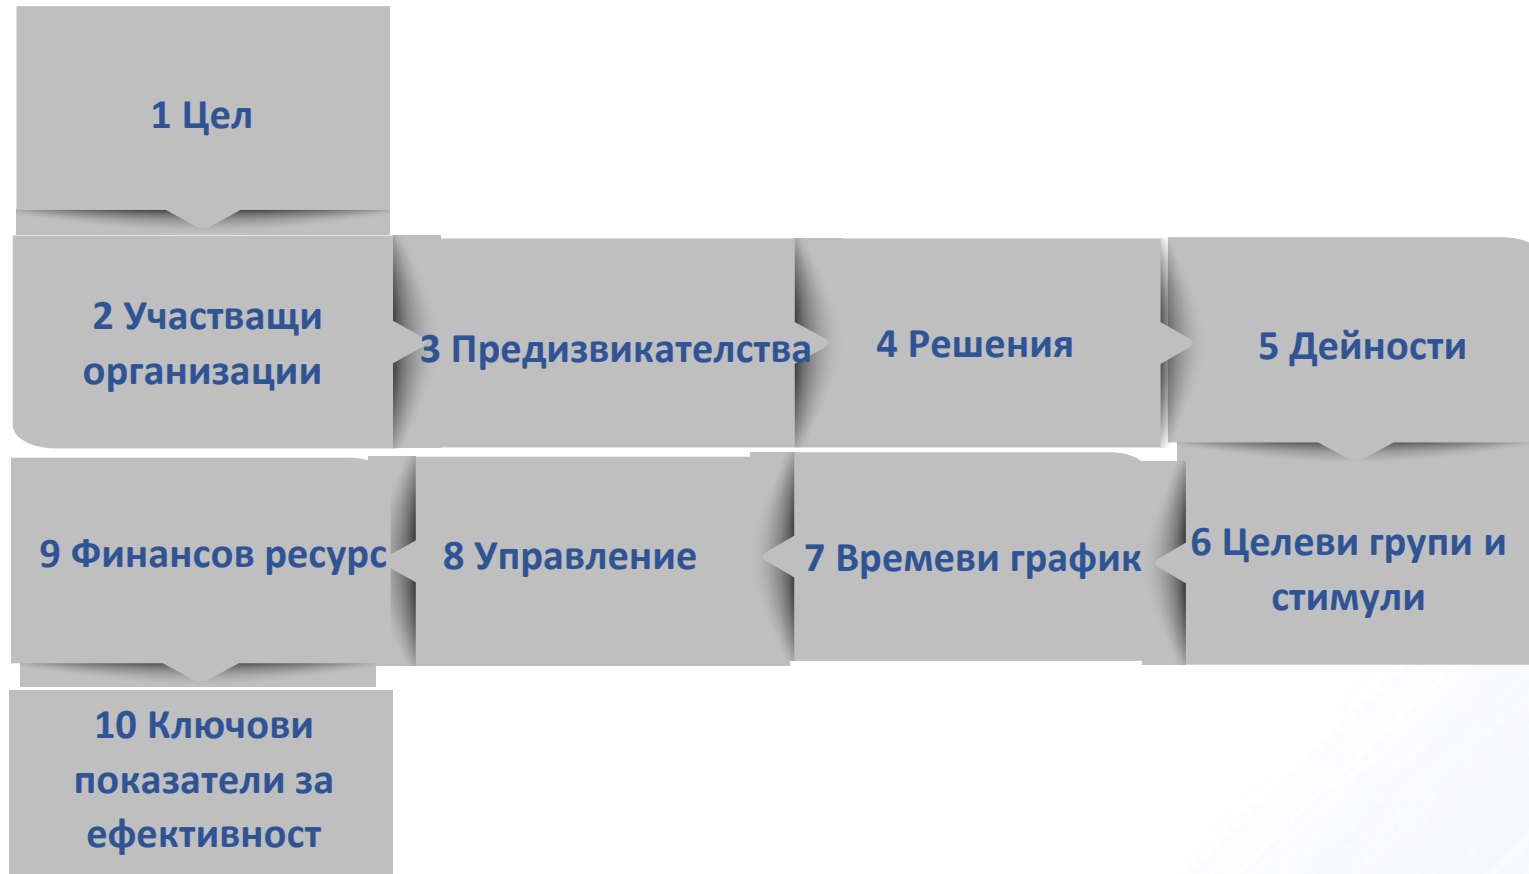 1 Цел
2 Участващи
организации
3 Предизвикателства
4 Решения
5 Дейности
6 Целеви групи и
стимули
7 Времеви график
8 Управление
9 Финансов ресурс
10 Ключови
показатели за
ефективност